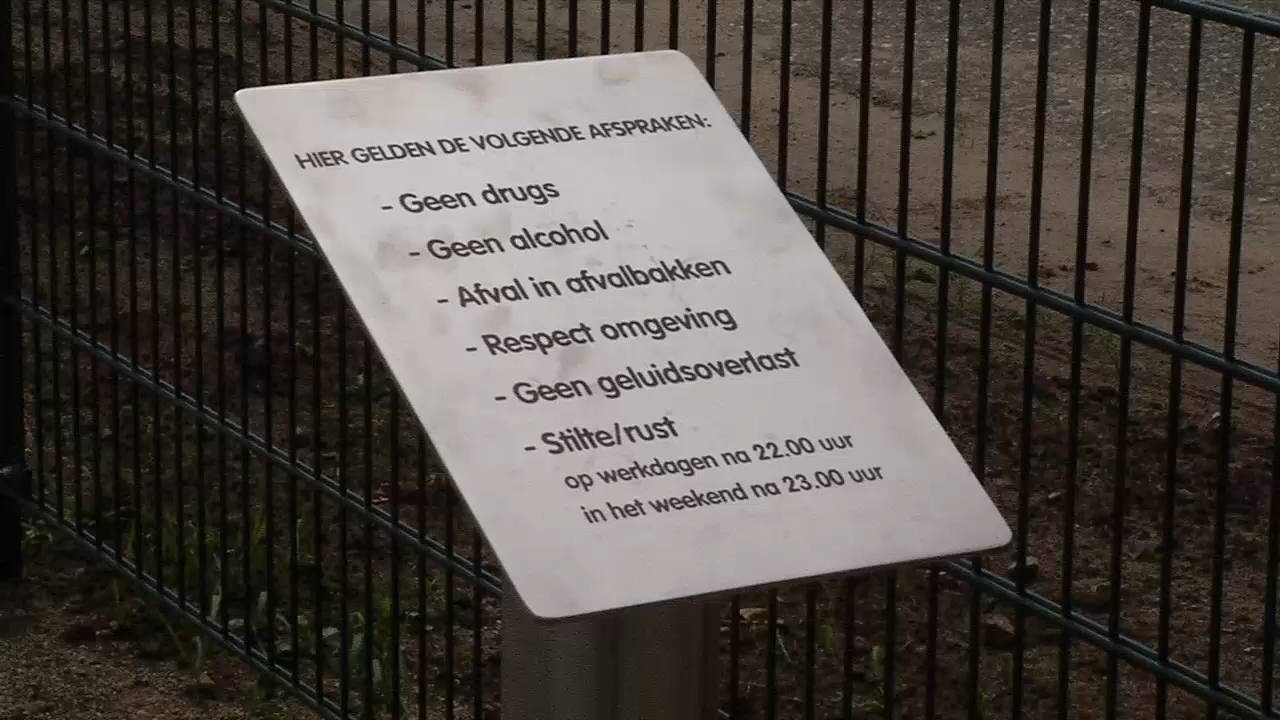 HIER GELDEN DE VOLGENDE AFSPRAKEN:
- Geen drugs
- Geen alcohol
- Afval in afvalbakken
- Respect omgeving
- Geen geluidsoverlast
- Stilte/rust
op werkdagen na 22.00 uur
in het weekend na 23.00 uur